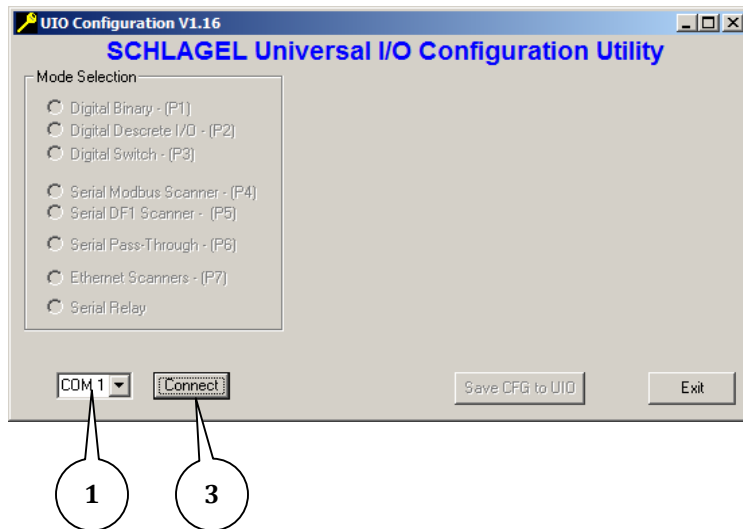 UIO Configuration V1.16
SCHLAGEL Universal I/O Configuration Utility
Mode Selection
Digital Binary - (P1)
Digital Descrete I/O - (P2)
Digital Switch - (P3)
Serial Modbus Scanner - (P4)
Serial DF1 Scanner - (P5)
Serial Pass-Through - (P6)
Ethernet Scanners - (P7)
Serial Relay
COM 1 Connect Save CFG to UIO Exit
1 3